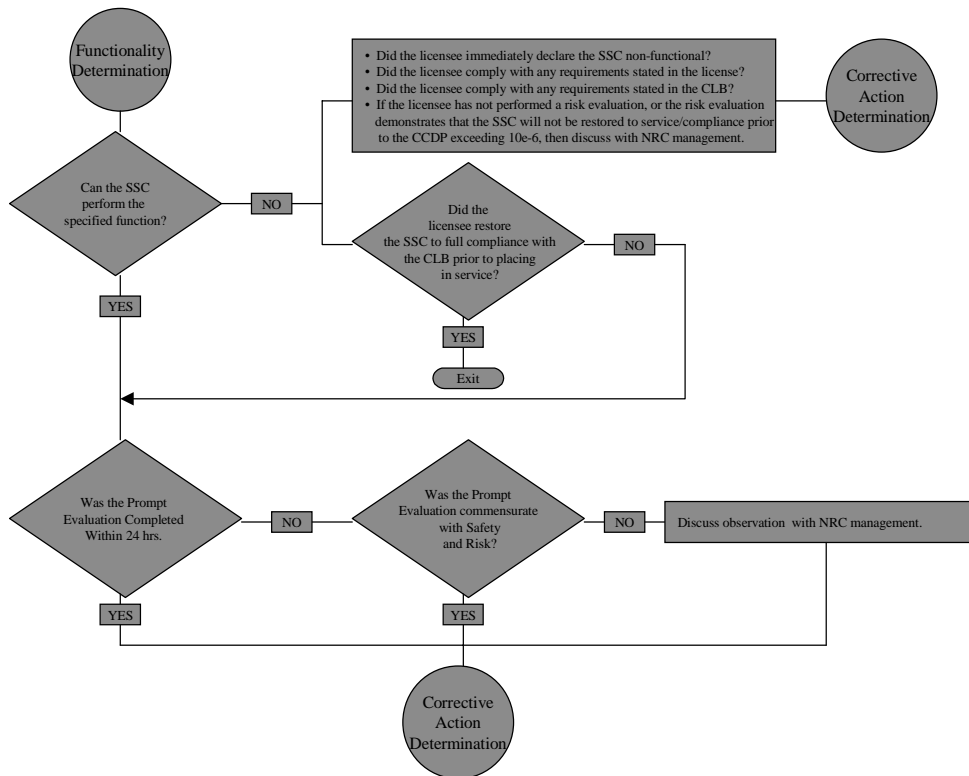 Functionality
Determination
• Did the licensee immediately declare the SSC non-functional?
• Did the licensee comply with any requirements stated in the license?
• Did the licensee comply with any requirements stated in the CLB?
• If the licensee has not performed a risk evaluation, or the risk evaluation
demonstrates that the SSC will not be restored to service/compliance prior
to the CCDP exceeding 10e-6, then discuss with NRC management.
Corrective
Action
Determination
Can the SSC
perform the
specified function?
NO
Did the
licensee restore
the SSC to full compliance with
the CLB prior to placing
in service?
NO
YES
YES
Exit
Was the Prompt
Evaluation Completed
Within 24 hrs.
NO
Was the Prompt
Evaluation commensurate
with Safety
and Risk?
NO
Discuss observation with NRC management.
YES
YES
Corrective
Action
Determination